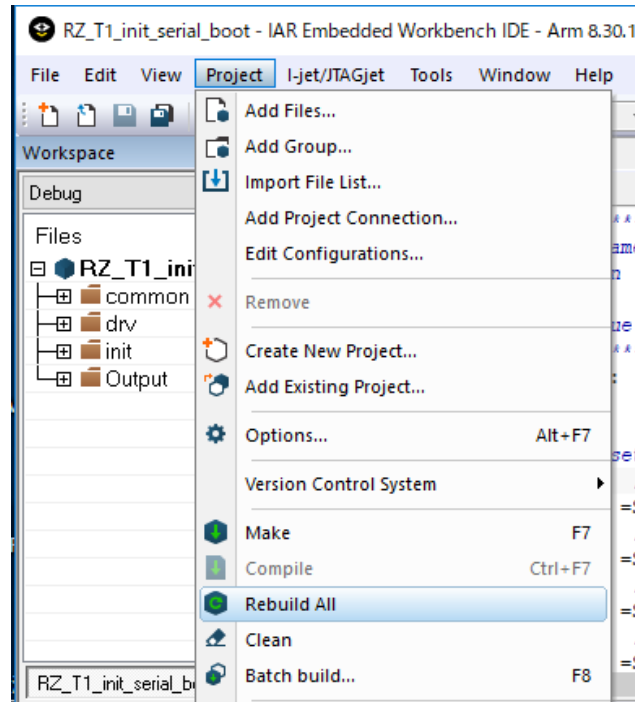 RZ_T1_init_serial_boot - IAR Embedded Workbench IDE - Arm 8.30.1
File Edit View Project I-jet/JTAGjet Tools Window Help
Workspace
Debug
Files
RZ_T1_ini
common
drv
init
Output
RZ_T1_init_serial_b
Add Files...
Add Group...
Import File List...
Add Project Connection...
Edit Configurations...
Remove
Create New Project...
Add Existing Project...
Options... Alt+F7
Version Control System
Make F7
Compile Ctrl+F7
Rebuild All
Clean
Batch build... F8